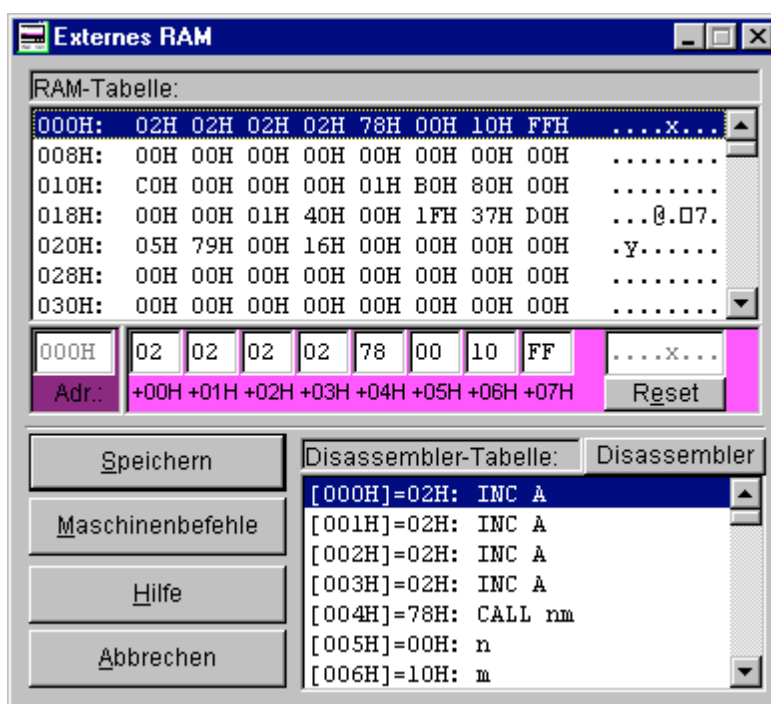 Externes RAM
RAM-Tabelle:
000H: 02H 02H 02H 02H 78H 00H 10H FFH ....x...
008H: 00H 00H 00H 00H 00H 00H 00H 00H ........
010H: C0H 00H 00H 00H 01H B0H 80H 00H ........
018H: 00H 00H 01H 40H 00H 1FH 37H D0H ...@.□7.
020H: 05H 79H 00H 16H 00H 00H 00H 00H .y......
028H: 00H 00H 00H 00H 00H 00H 00H 00H ........
030H: 00H 00H 00H 00H 00H 00H 00H 00H ........
000H 02 02 02 02 78 00 10 FF ....x...
Adr.: +00H +01H +02H +03H +04H +05H +06H +07H Reset
Speichern
Maschinenbefehle
Hilfe
Abbrechen
Disassembler-Tabelle: Disassembler
[000H]=02H: INC A
[001H]=02H: INC A
[002H]=02H: INC A
[003H]=02H: INC A
[004H]=78H: CALL nm
[005H]=00H: n
[006H]=10H: m